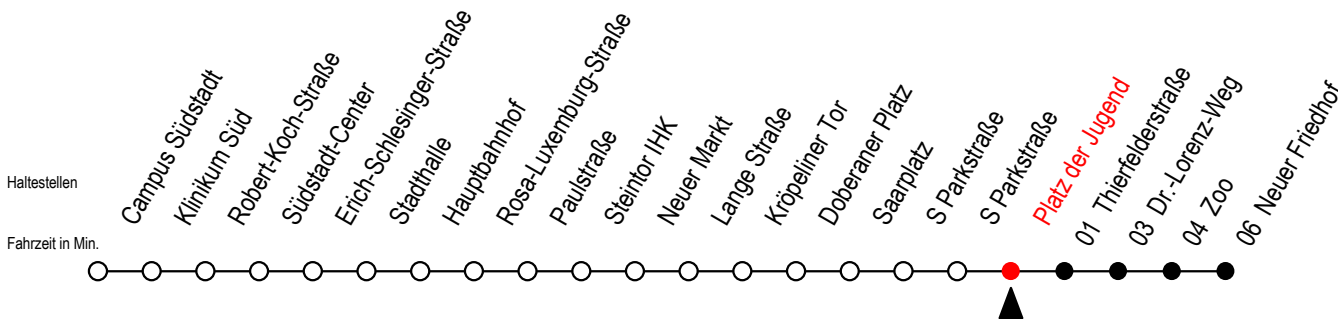 Haltestellen
Fahrzeit in Min.
Campus Südstadt
Klinikum Süd
Robert-Koch-Straße
Südstadt-Center
Erich-Schlesinger-Straße
Stadthalle
Hauptbahnhof
Rosa-Luxemburg-Straße
Paulstraße
Steintor IHK
Neuer Markt
Lange Straße
Kröpeliner Tor
Doberaner Platz
Saarplatz
S Parkstraße
S Parkstraße
Platz der Jugend
01 Thierfelderstraße
03 Dr.-Lorenz-Weg
04 Zoo
06 Neuer Friedhof